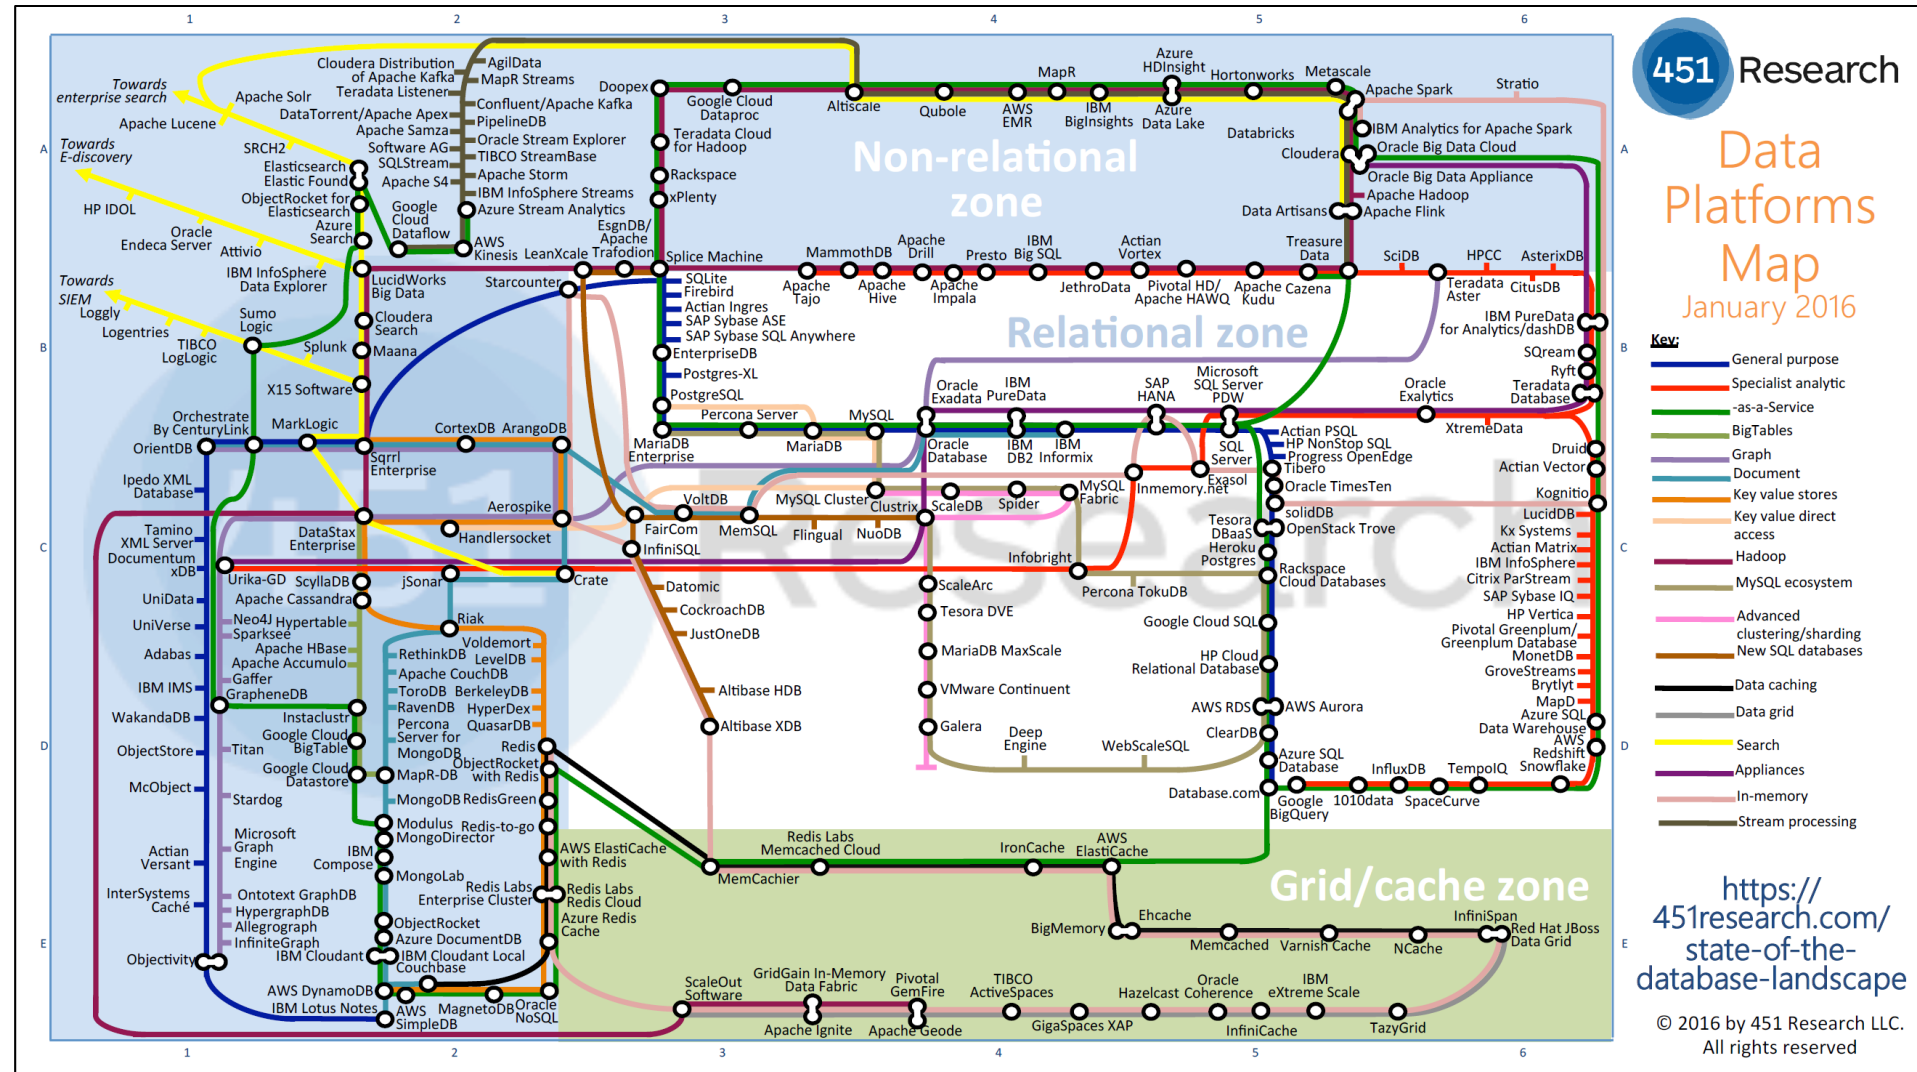 1 2 3 4 5 6
A
B
C
D
E
A
B
C
D
E
1 2 3 4 5 6
451 Research
Data
Platforms
Map
January 2016
Key:
General purpose
Specialist analytic
-as-a-Service
BigTables
Graph
Document
Key value stores
Key value direct
access
Hadoop
MySQL ecosystem
Advanced
clustering/sharding
New SQL databases
Data caching
Data grid
Search
Appliances
In-memory
Stream processing
https://
451research.com/
state-of-the-
database-landscape
© 2016 by 451 Research LLC.
All rights reserved
Non-relational
zone
Relational zone
Grid/cache zone
451 Research
Towards
enterprise search
Apache Solr
Apache Lucene
SRCH2
Towards
E-discovery
HP IDOL
Oracle
Endeca Server
Attivio
IBM InfoSphere
Data Explorer
Towards
SIEM
Loggly
Logentries
Sumo
Logic
TIBCO
LogLogic
Splunk
X15 Software
Elasticsearch
Elastic Found
ObjectRocket for
Elasticsearch
Azure
Search
LucidWorks
Big Data
Cloudera
Search
Maana
Cloudera Distribution
of Apache Kafka
Teradata Listener
DataTorrent/Apache Apex
Apache Samza
Software AG
SQLStream
Apache S4
Google
Cloud
Dataflow
AgilData
MapR Streams
Confluent/Apache Kafka
PipelineDB
Oracle Stream Explorer
TIBCO StreamBase
Apache Storm
IBM InfoSphere Streams
Azure Stream Analytics
AWS
Kinesis
LeanXcale
EsgnDB/
Apache
Trafodion
Starcounter
Doopex
Google Cloud
Dataproc
Teradata Cloud
for Hadoop
Rackspace
xPlenty
Splice Machine
Altiscale
Qubole
AWS
EMR
MapR
IBM
BigInsights
Azure
HDInsight
Azure
Data Lake
Hortonworks
Metascale
Apache Spark
Stratio
IBM Analytics for Apache Spark
Databricks
Oracle Big Data Cloud
Cloudera
Oracle Big Data Appliance
Apache Hadoop
Data Artisans
Apache Flink
MammothDB
Apache
Tajo
Apache
Hive
Apache
Drill
Apache
Impala
Presto
IBM
Big SQL
JethroData
Actian
Vortex
Pivotal HD/
Apache HAWQ
Apache
Kudu
Treasure
Data
Cazena
SciDB
Teradata
Aster
HPCC
CitusDB
AsterixDB
IBM PureData
for Analytics/dashDB
SQream
Ryft
Teradata
Database
SQLite
Firebird
Actian Ingres
SAP Sybase ASE
SAP Sybase SQL Anywhere
EnterpriseDB
Postgres-XL
PostgreSQL
MariaDB
Enterprise
Percona Server
MariaDB
MySQL
Oracle
Exadata
Oracle
Database
IBM
PureData
IBM
DB2
IBM
Informix
SAP
HANA
Microsoft
SQL Server
PDW
SQL
Server
Oracle
Exalytics
XtremeData
Actian PSQL
HP NonStop SQL
Progress OpenEdge
Tibero
Oracle TimesTen
solidDB
Tesora
DBaaS
OpenStack Trove
Heroku
Postgres
Rackspace
Cloud Databases
Google Cloud SQL
HP Cloud
Relational Database
AWS RDS
AWS Aurora
ClearDB
Azure SQL
Database
Database.com
Google
BigQuery
1010data
InfluxDB
SpaceCurve
TempoIQ
Druid
Actian Vector
Kognitio
LucidDB
Kx Systems
Actian Matrix
IBM InfoSphere
Citrix ParStream
SAP Sybase IQ
HP Vertica
Pivotal Greenplum/
Greenplum Database
MonetDB
GroveStreams
Brytlyt
MapD
Azure SQL
Data Warehouse
AWS
Redshift
Snowflake
Inmemory.net
Exasol
Infobright
Percona TokuDB
MySQL
Fabric
Spider
ScaleDB
MySQL Cluster
Clustrix
NuoDB
Flingual
MemSQL
VoltDB
FairCom
InfiniSQL
Datomic
CockroachDB
JustOneDB
Altibase HDB
Altibase XDB
ScaleArc
Tesora DVE
MariaDB MaxScale
VMware Continuent
Galera
Deep
Engine
WebScaleSQL
Orchestrate
By CenturyLink
OrientDB
MarkLogic
Sqrrl
Enterprise
CortexDB
ArangoDB
Ipedo XML
Database
Tamino
XML Server
Documentum
xDB
UniData
UniVerse
Adabas
IBM IMS
WakandaDB
ObjectStore
McObject
Actian
Versant
InterSystems
Caché
Objectivity
Urika-GD
Neo4J
Sparksee
Hypertable
Apache HBase
Apache Accumulo
Gaffer
GrapheneDB
Titan
Stardog
Microsoft
Graph
Engine
Ontotext GraphDB
HypergraphDB
Allegrograph
InfiniteGraph
DataStax
Enterprise
ScyllaDB
Apache Cassandra
Aerospike
Handlersocket
jSonar
Crate
Riak
Instaclustr
Google Cloud
BigTable
Google Cloud
Datastore
RethinkDB
Apache CouchDB
ToroDB
RavenDB
Percona
Server for
MongoDB
MapR-DB
MongoDB
Modulus
MongoDirector
IBM
Compose
MongoLab
ObjectRocket
Azure DocumentDB
IBM Cloudant
IBM Cloudant Local
Couchbase
AWS DynamoDB
IBM Lotus Notes
AWS
SimpleDB
MagnetoDB
Oracle
NoSQL
Voldemort
LevelDB
BerkeleyDB
HyperDex
QuasarDB
Redis
ObjectRocket
with Redis
RedisGreen
Redis-to-go
AWS ElastiCache
with Redis
Redis Labs
Enterprise Cluster
Redis Labs
Redis Cloud
Azure Redis
Cache
MemCachier
Redis Labs
Memcached Cloud
IronCache
AWS
ElastiCache
BigMemory
Ehcache
Memcached
Varnish Cache
NCache
InfiniSpan
Red Hat JBoss
Data Grid
ScaleOut
Software
GridGain In-Memory
Data Fabric
Apache Ignite
Pivotal
GemFire
Apache Geode
TIBCO
ActiveSpaces
GigaSpaces XAP
Hazelcast
Oracle
Coherence
InfiniCache
IBM
eXtreme Scale
TazyGrid